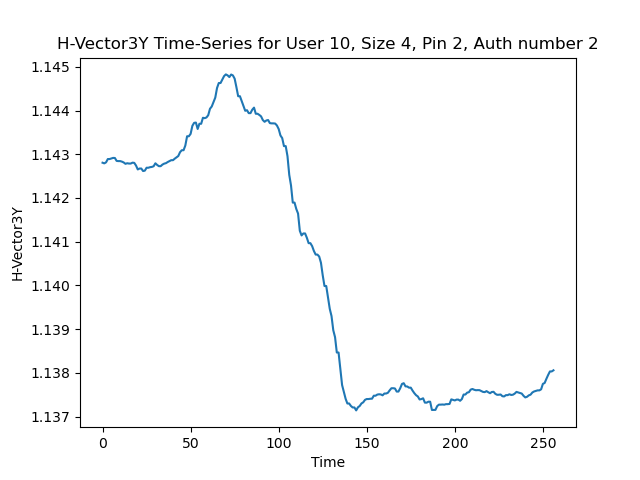 H-Vector3Y Time-Series for User 10, Size 4, Pin 2, Auth number 2
1.145
1.144
1.143
1.142
1.141
1.140
1.139
1.138
1.137
H-Vector3Y
0 50 100 150 200 250
Time